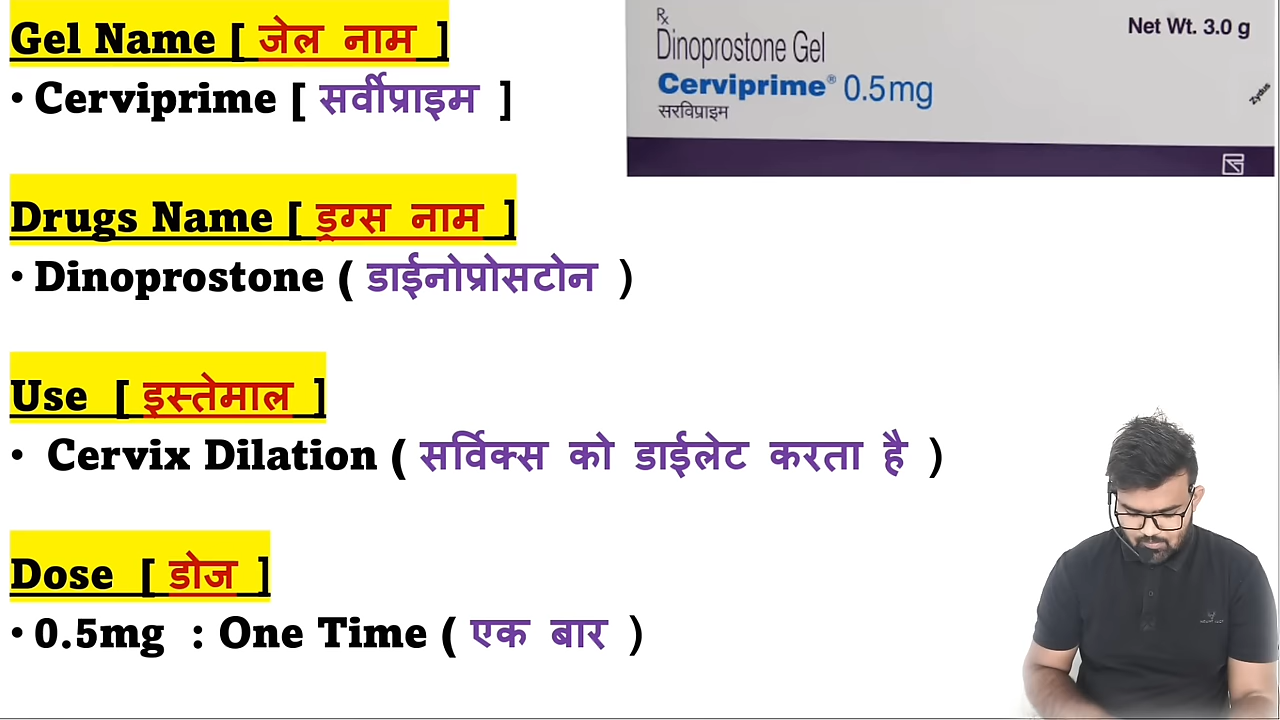 Gel Name [ जेल नाम ]
• Cerviprime [ सर्वीप्राइम ]
Rx
Dinoprostone Gel
Cerviprime® 0.5mg
सरविप्राइम
Net Wt. 3.0 g
Zydus
Drugs Name [ ड्रग्स नाम ]
• Dinoprostone ( डाईनोप्रोसटोन )
Use [ इस्तेमाल ]
• Cervix Dilation ( सर्विक्स को डाईलेट करता है )
Dose [ डोज ]
• 0.5mg : One Time ( एक बार )